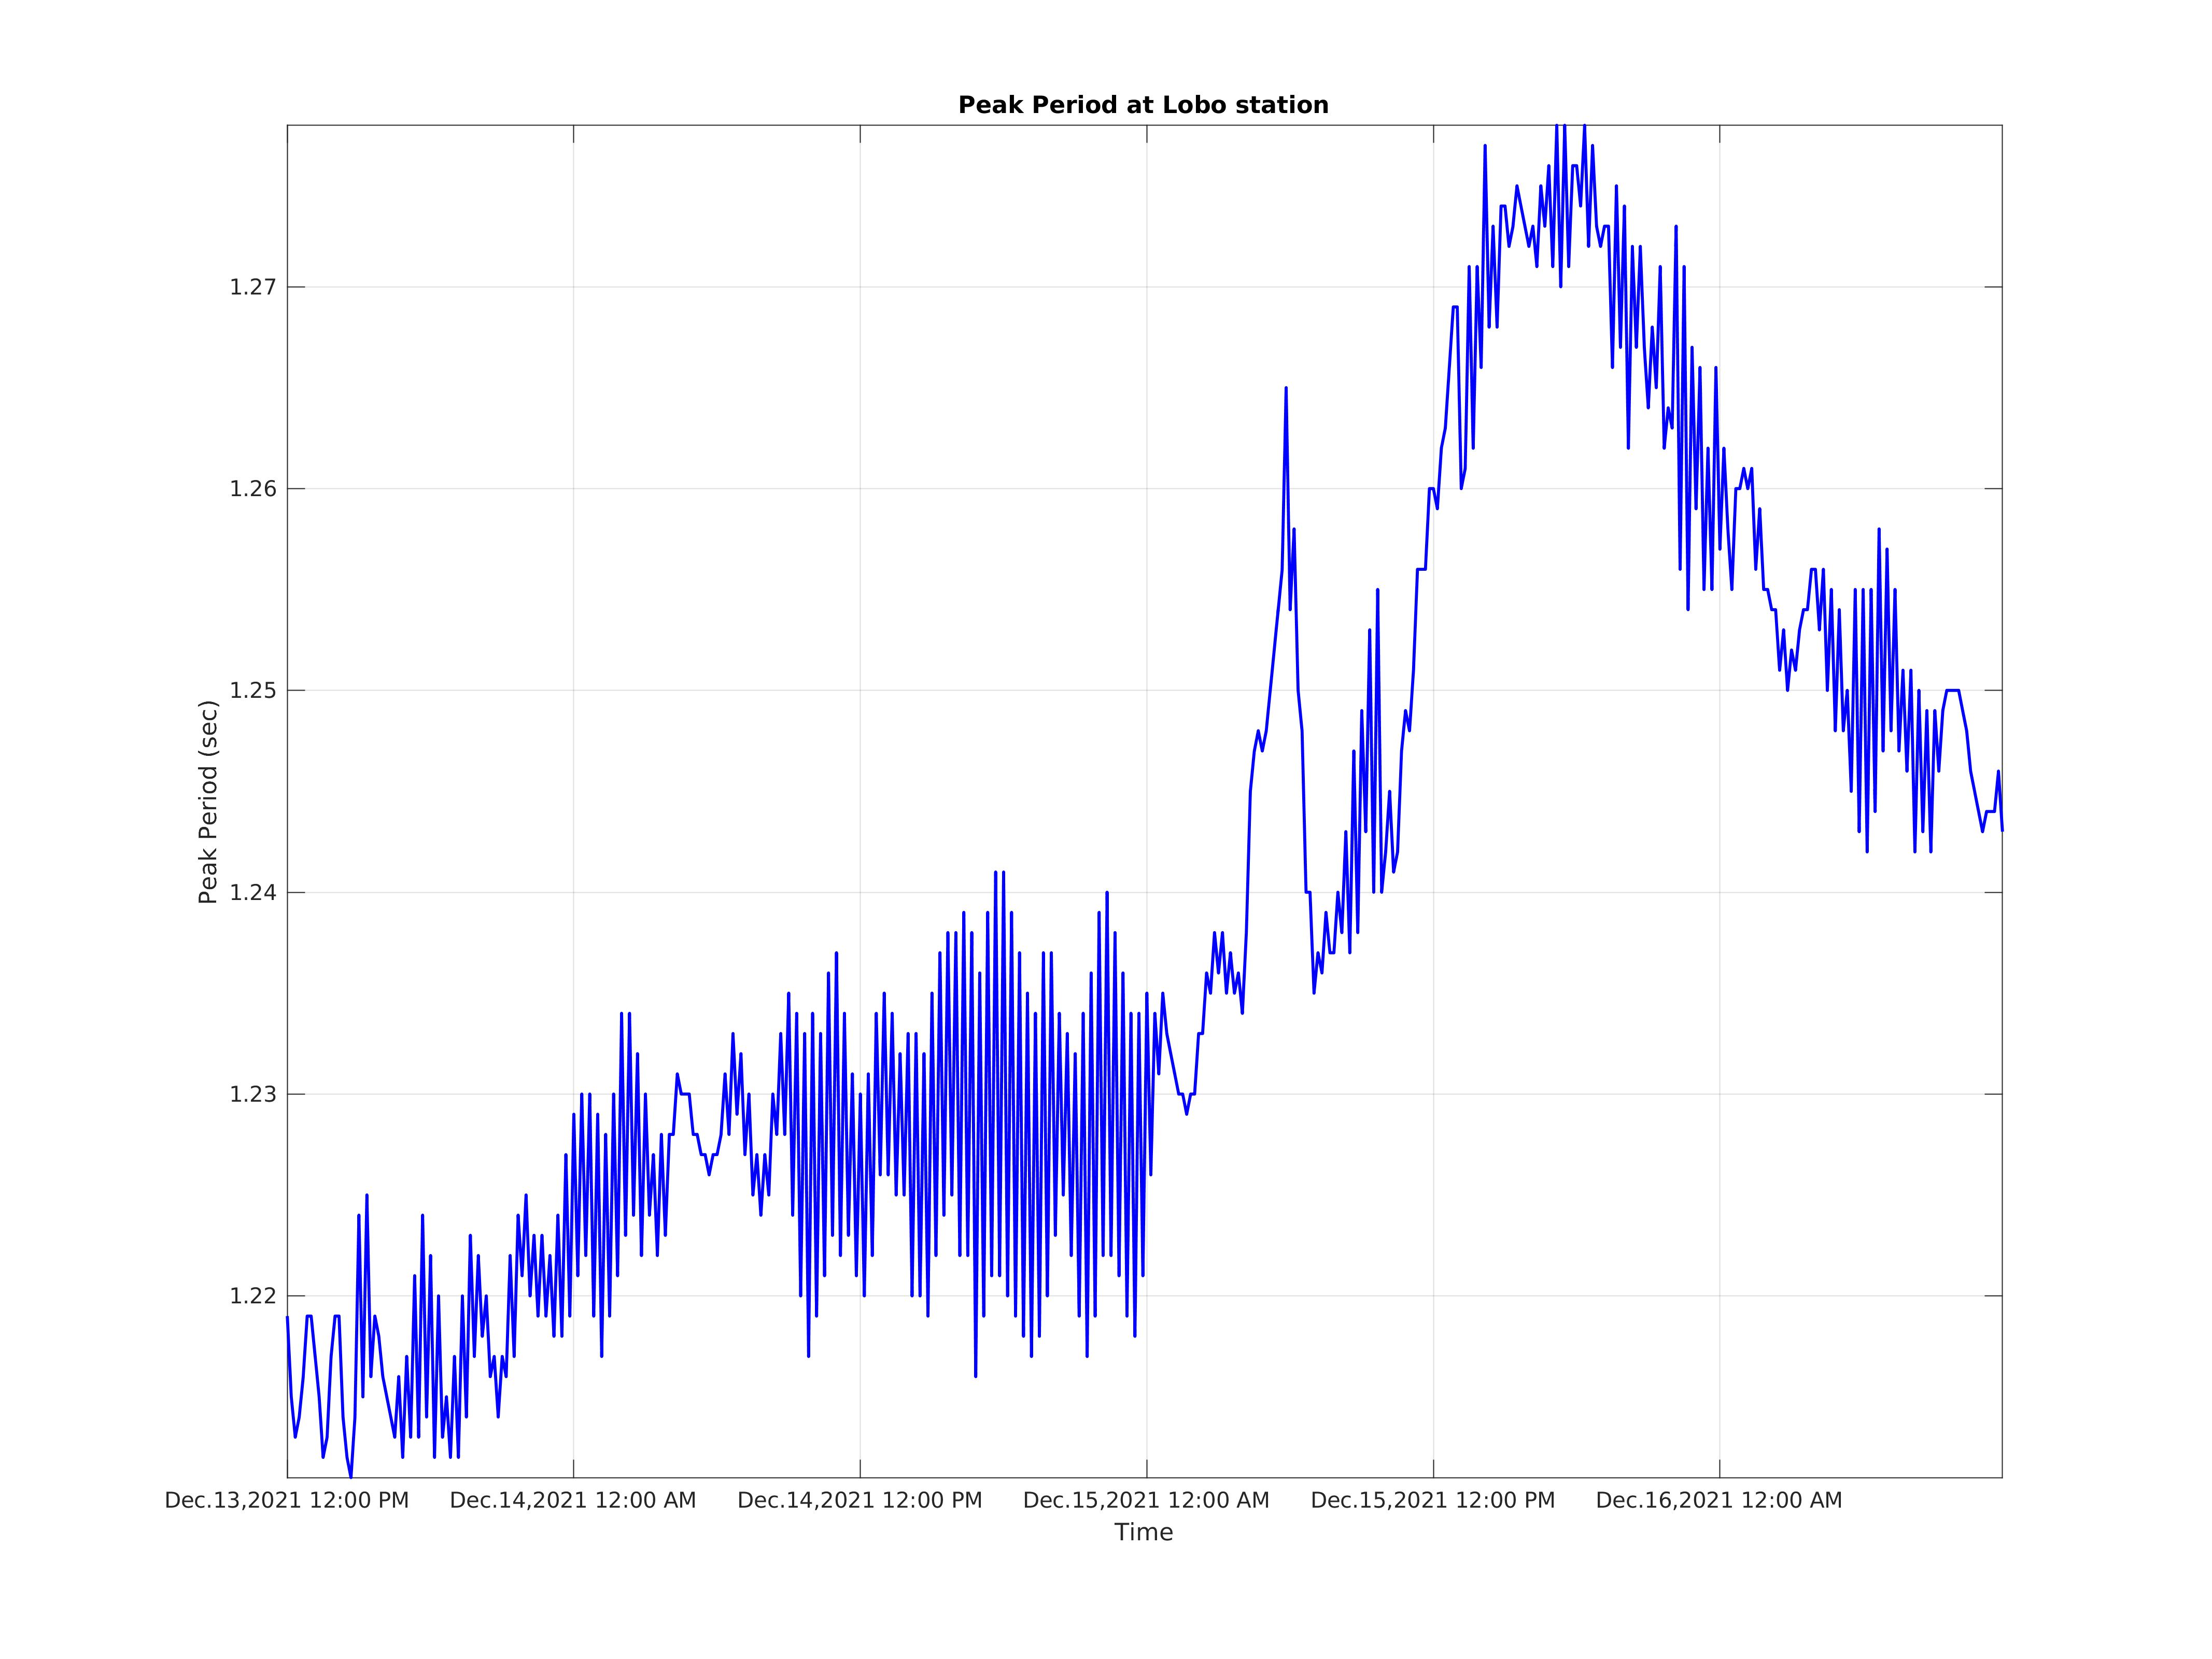 Peak Period at Lobo station
Peak Period (sec)
1.27
1.26
1.25
1.24
1.23
1.22
Dec.13,2021 12:00 PM Dec.14,2021 12:00 AM Dec.14,2021 12:00 PM Dec.15,2021 12:00 AM Dec.15,2021 12:00 PM Dec.16,2021 12:00 AM
Time